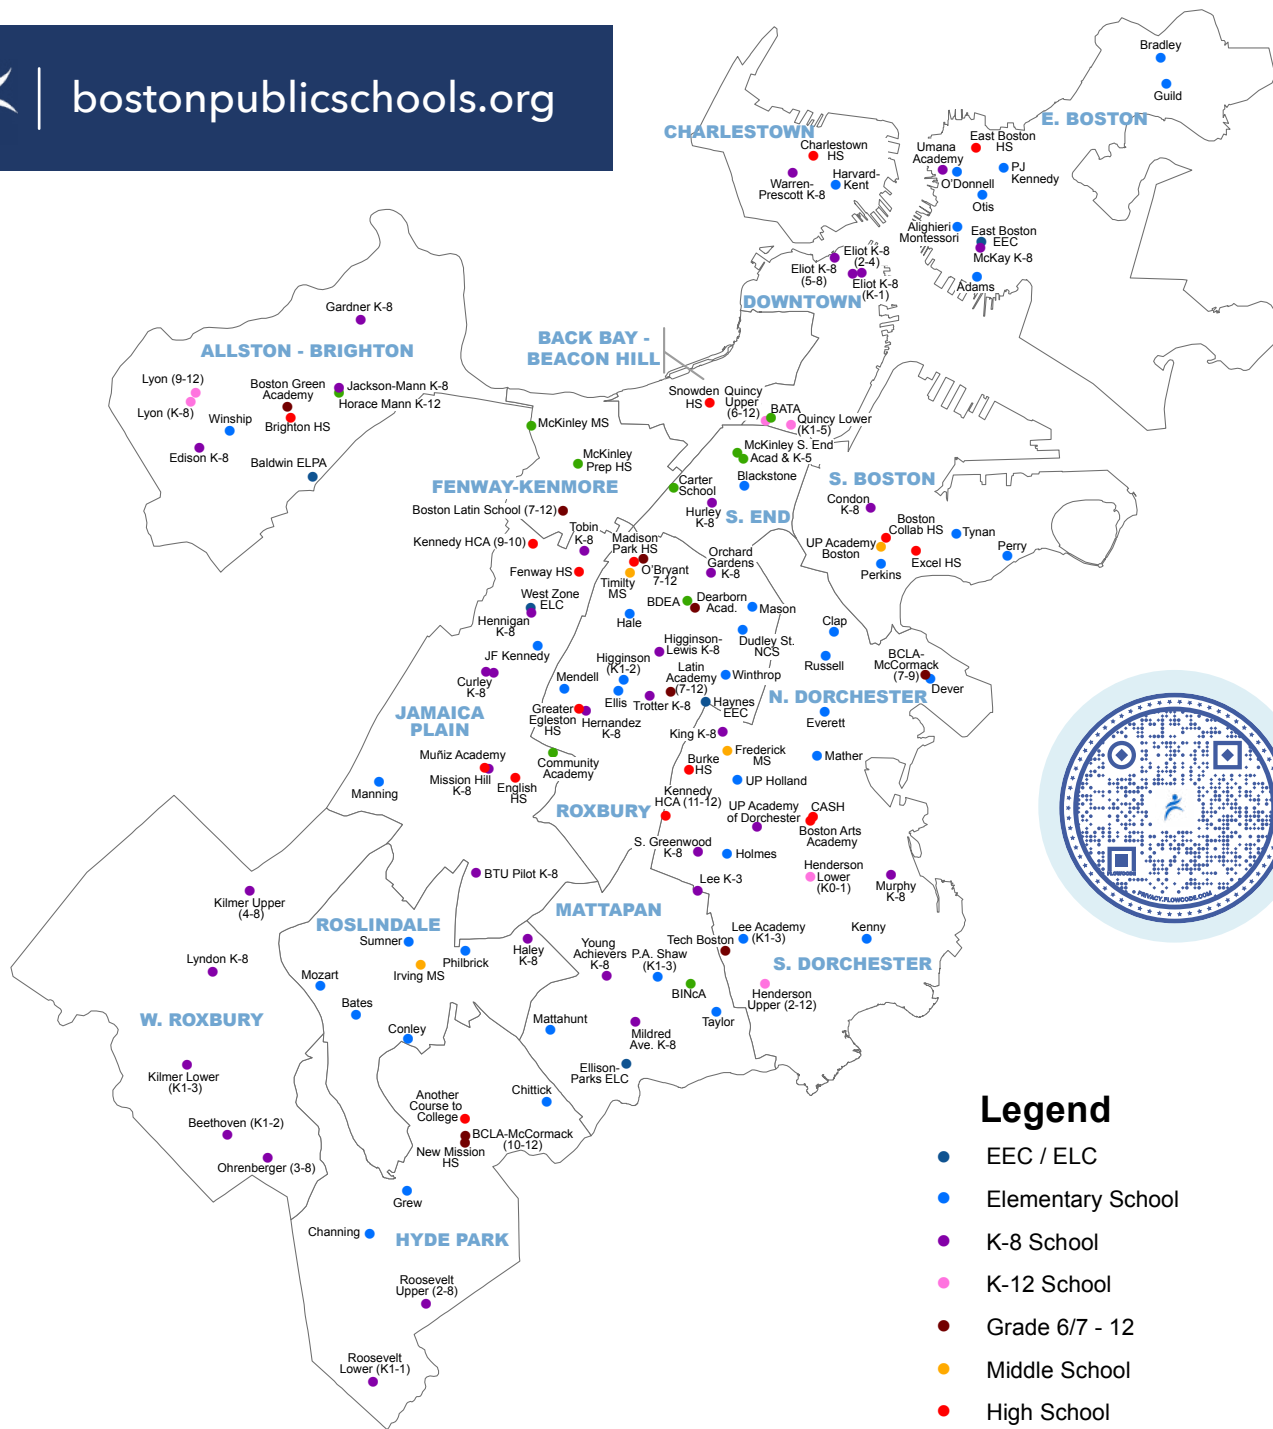 bostonpublicschools.org
Bradley
Guild
E. BOSTON
CHARLESTOWN
Charlestown
HS
Warren-
Prescott K-8
Harvard-
Kent
East Boston
HS
Umana
Academy
O'Donnell
PJ
Kennedy
Otis
Alighieri
Montessori
East Boston
EEC
McKay K-8
Adams
Eliot K-8
(2-4)
Eliot K-8
(5-8)
Eliot K-8
(K-1)
DOWNTOWN
Gardner K-8
ALLSTON - BRIGHTON
BACK BAY -
BEACON HILL
Lyon (9-12)
Lyon (K-8)
Boston Green
Academy
Brighton HS
Jackson-Mann K-8
Horace Mann K-12
Winship
Edison K-8
Baldwin ELPA
Snowden
HS
Quincy
Upper
(6-12)
BATA
Quincy Lower
(K1-5)
McKinley MS
McKinley
Prep HS
McKinley S. End
Acad & K-5
Blackstone
FENWAY-KENMORE
Carter
School
Hurley
K-8
S. END
S. BOSTON
Condon
K-8
Boston
Collab HS
UP Academy
Boston
Perkins
Excel HS
Tynan
Perry
Boston Latin School (7-12)
Kennedy HCA (9-10)
Tobin
K-8
Fenway HS
Madison
Park HS
O'Bryant
7-12
Timilty
MS
Orchard
Gardens
K-8
West Zone
ELC
Hennigan
K-8
Hale
BDEA
Dearborn
Acad.
Mason
Dudley St.
NCS
Clap
Russell
BCLA-
McCormack
(7-9)
Dever
JF Kennedy
Curley
K-8
Higginson-
Lewis K-8
Higginson
(K1-2)
Mendell
Ellis
Latin
Academy
(7-12)
Trotter K-8
Winthrop
N. DORCHESTER
Haynes
EEC
Everett
JAMAICA
PLAIN
Greater
Egleston
HS
Hernandez
K-8
King K-8
Muñiz Academy
Mission Hill
K-8
English
HS
Community
Academy
Frederick
MS
Burke
HS
Mather
UP Holland
Manning
ROXBURY
Kennedy
HCA (11-12)
UP Academy
of Dorchester
CASH
Boston Arts
Academy
S. Greenwood
K-8
Holmes
Henderson
Lower
(K0-1)
Murphy
K-8
BTU Pilot K-8
Lee K-3
Kilmer Upper
(4-8)
MATTAPAN
ROSLINDALE
Sumner
Philbrick
Haley
K-8
Irving MS
Young
Achievers
K-8
P.A. Shaw
(K1-3)
Tech Boston
Lee Academy
(K1-3)
Kenny
S. DORCHESTER
Lyndon K-8
Mozart
Bates
BINcA
Henderson
Upper (2-12)
W. ROXBURY
Conley
Mattahunt
Mildred
Ave. K-8
Taylor
Kilmer Lower
(K1-3)
Ellison-
Parks ELC
Chittick
Another
Course to
College
BCLA-McCormack
(10-12)
New Mission
HS
Beethoven (K1-2)
Ohrenberger (3-8)
Grew
Channing
HYDE PARK
Roosevelt
Upper (2-8)
Roosevelt
Lower (K1-1)
FLOWCODE
PRIVACY.FLOWCODE.COM
Legend
EEC / ELC
Elementary School
K-8 School
K-12 School
Grade 6/7 - 12
Middle School
High School